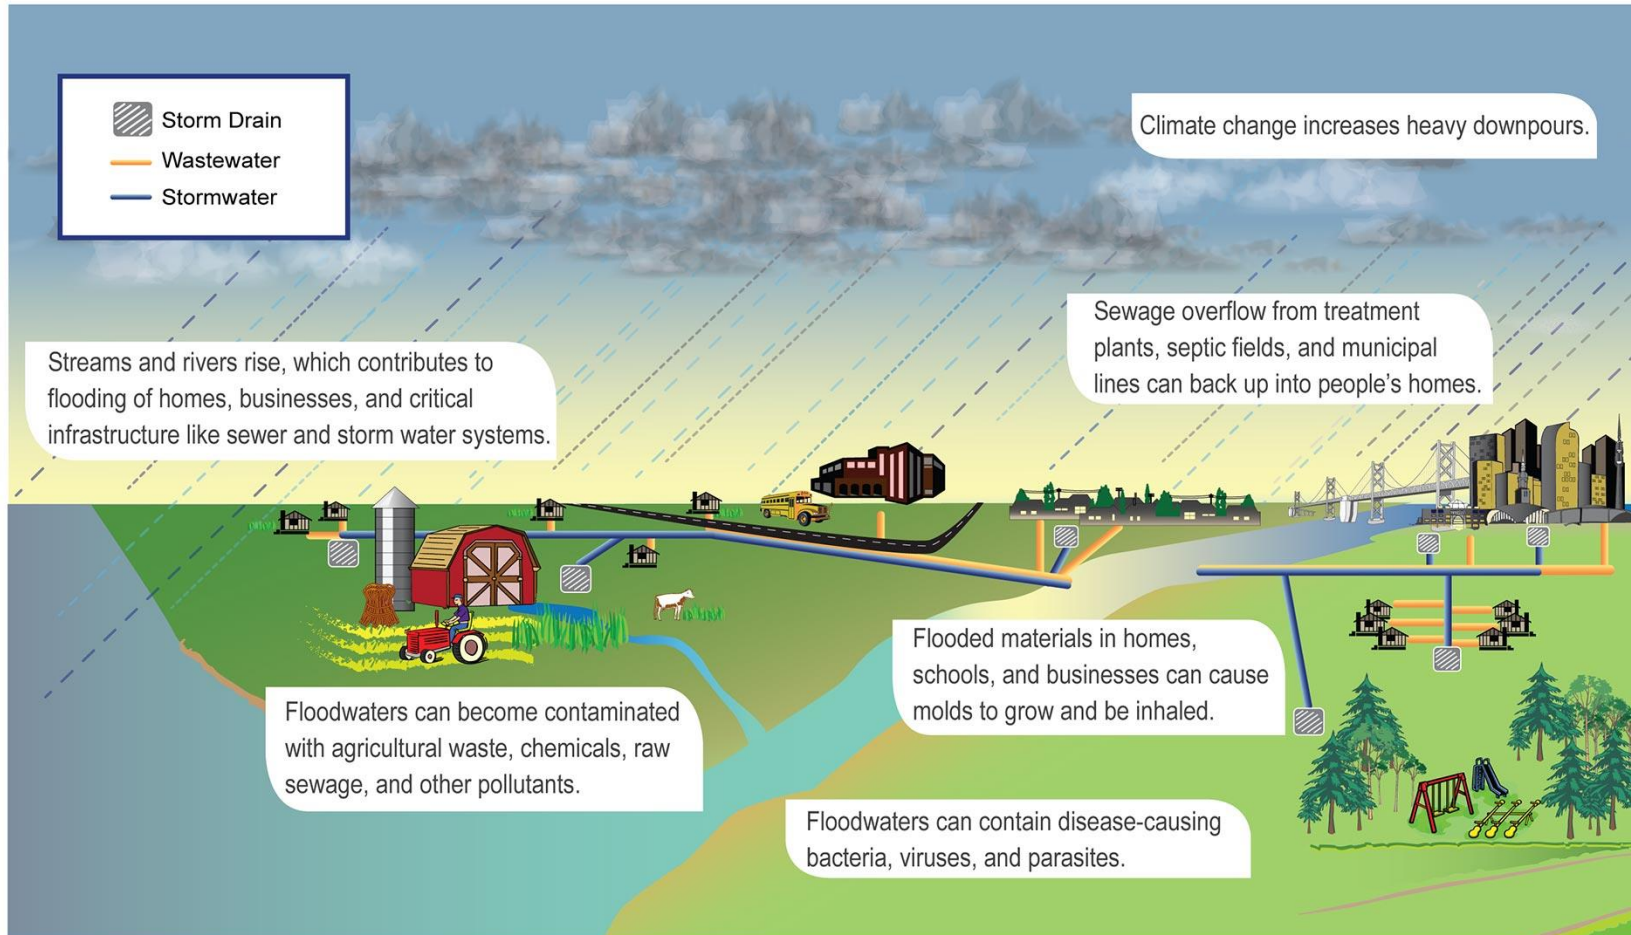 Storm Drain
Wastewater
Stormwater
Climate change increases heavy downpours.
Sewage overflow from treatment
plants, septic fields, and municipal
lines can back up into people’s homes.
Streams and rivers rise, which contributes to
flooding of homes, businesses, and critical
infrastructure like sewer and storm water systems.
Flooded materials in homes,
schools, and businesses can cause
molds to grow and be inhaled.
Floodwaters can become contaminated
with agricultural waste, chemicals, raw
sewage, and other pollutants.
Floodwaters can contain disease-causing
bacteria, viruses, and parasites.